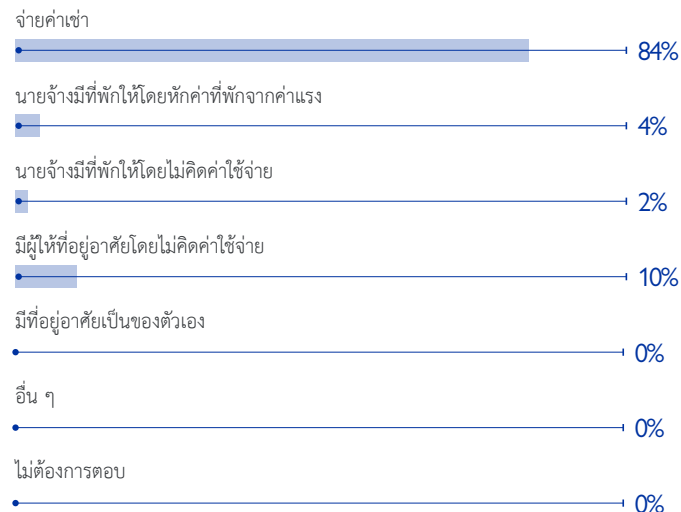 จ่ายค่าเช่า
84%
นายจ้างมีที่พักให้โดยหักค่าที่พักจากค่าแรง
4%
นายจ้างมีที่พักให้โดยไม่คิดค่าใช้จ่าย
2%
มีผู้ให้ที่อยู่อาศัยโดยไม่คิดค่าใช้จ่าย
10%
มีที่อยู่อาศัยเป็นของตัวเอง
0%
อื่น ๆ
0%
ไม่ต้องการตอบ
0%